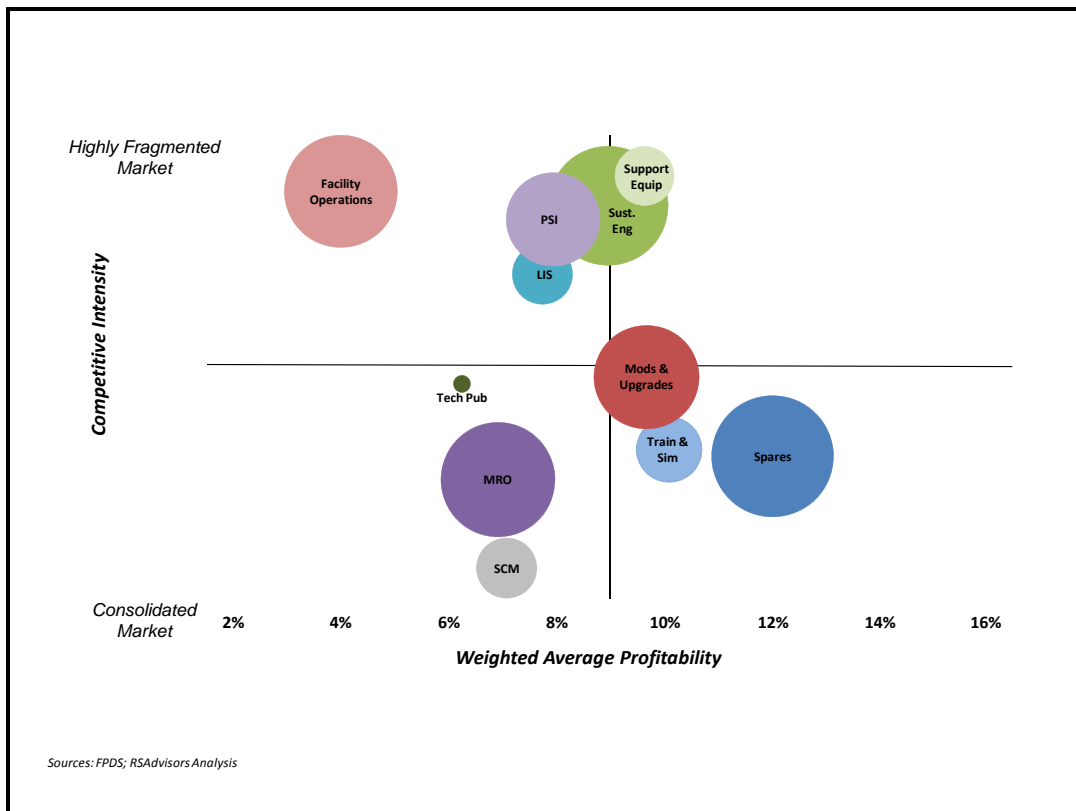 Highly Fragmented
Market
Facility
Operations
Support
Equip
PSI
Sust.
Eng
LIS
Competitive Intensity
Mods &
Upgrades
Tech Pub
Train &
Sim
Spares
MRO
SCM
Consolidated
Market
2% 4% 6% 8% 10% 12% 14% 16%
Weighted Average Profitability
Sources: FPDS; RSAdvisors Analysis